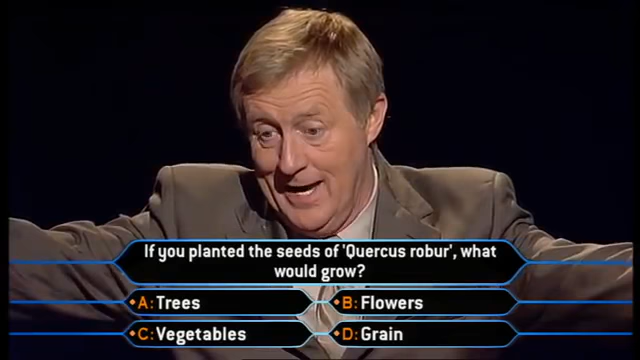 If you planted the seeds of 'Quercus robur', what
would grow?
A: Trees
B: Flowers
C: Vegetables
D: Grain